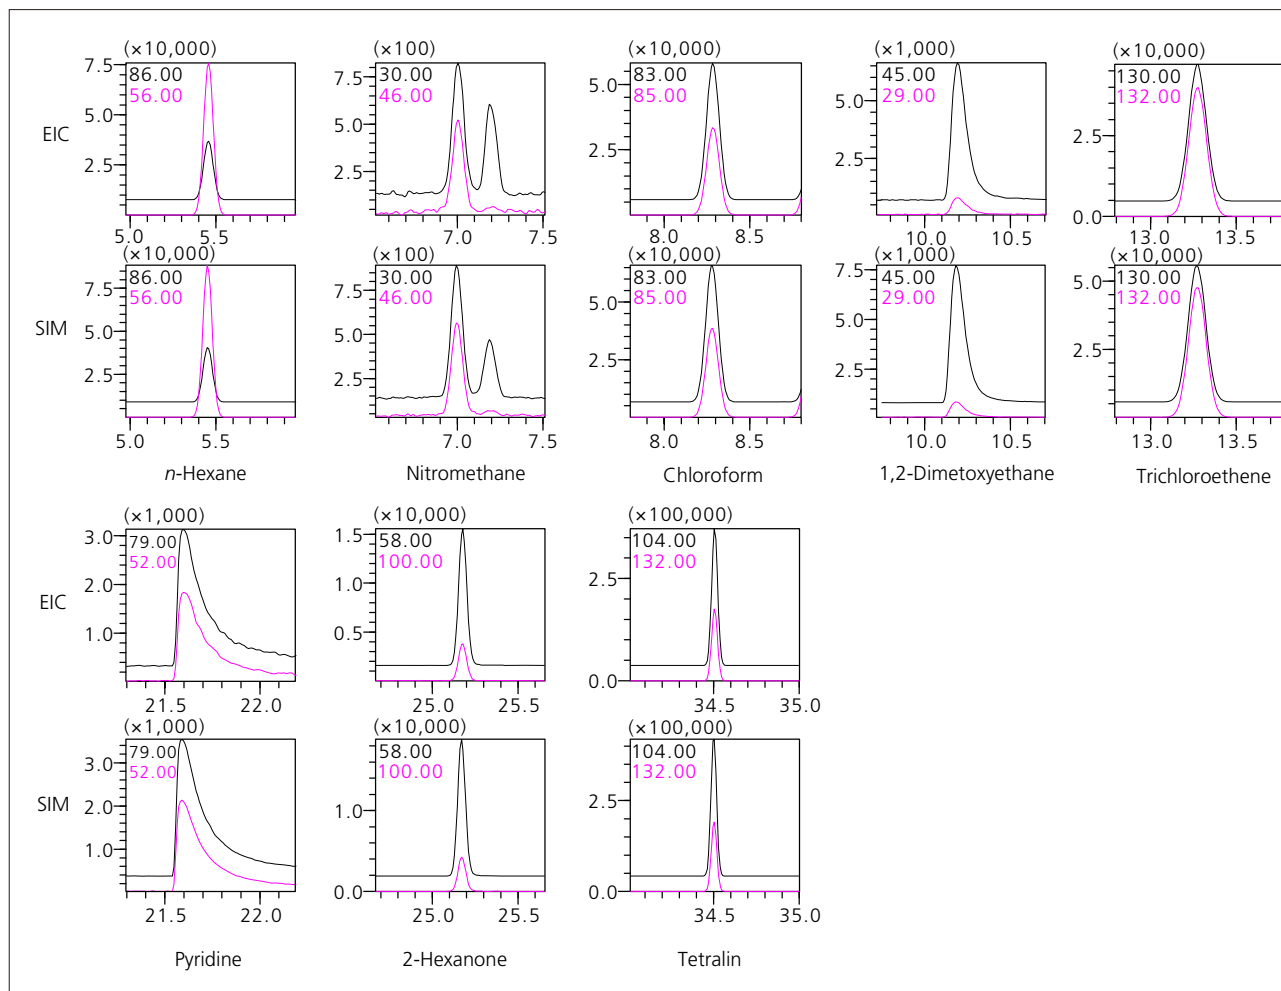 (×10,000) (×100) (×10,000) (×1,000) (×10,000)
7.5 86.00 7.5 30.00 5.0 83.00 45.00 130.00
56.00 46.00 85.00 29.00 132.00
5.0 5.0 5.0
EIC
2.5 2.5 2.5 2.5 2.5
0.0
5.0 5.5 7.0 7.5 8.0 8.5 10.0 10.5 13.0 13.5
(×10,000) (×100) (×10,000) (×1,000) (×10,000)
86.00 30.00 83.00 7.5 45.00 130.00
7.5 56.00 7.5 46.00 5.0 85.00 29.00 5.0 132.00
SIM 5.0 5.0 5.0
2.5 2.5 2.5 2.5 2.5
5.0 5.5 7.0 7.5 8.0 8.5 10.0 10.5 13.0 13.5
n-Hexane Nitromethane Chloroform 1,2-Dimetoxyethane Trichloroethene
(×1,000) (×10,000) (×100,000)
3.0 79.00 1.5 58.00 104.00
52.00 100.00 132.00
2.0 1.0 2.5
EIC
1.0 0.5
0.0
21.5 22.0 25.0 25.5 34.5 35.0
(×1,000) (×10,000) (×100,000)
79.00 58.00 104.00
3.0 52.00 100.00 132.00
SIM 2.0 1.0 2.5
1.0
0.0 0.0
21.5 22.0 25.0 25.5 34.5 35.0
Pyridine 2-Hexanone Tetralin